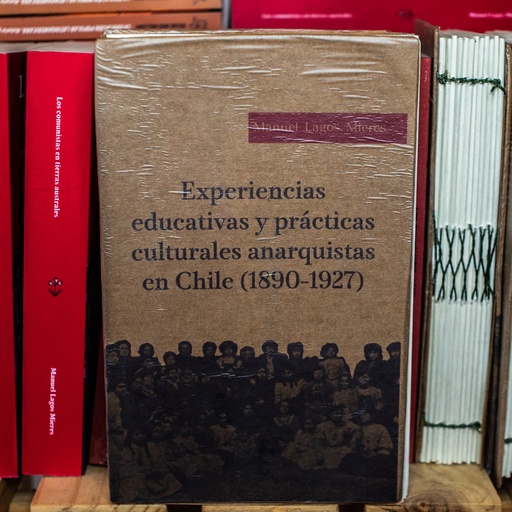 Manuel Lagos Mieres
Experiencias
educativas y prácticas
culturales anarquistas
en Chile (1890-1927)
Los comunistas en tierras australes
Manuel Lagos Mieres